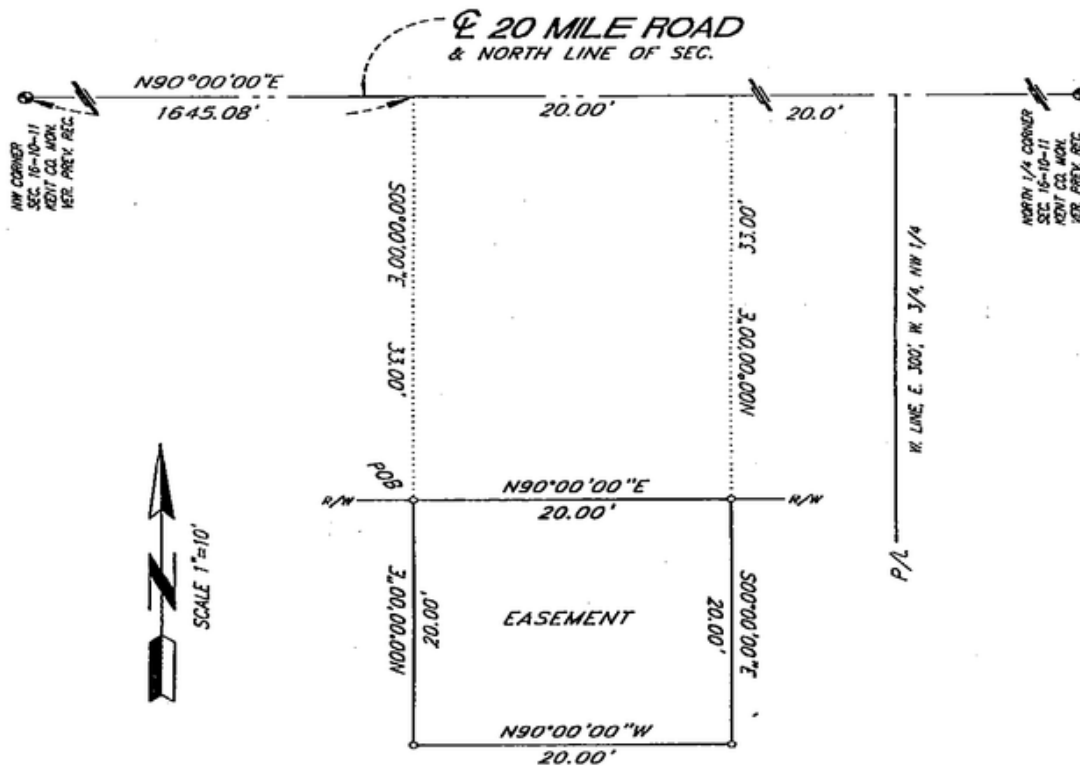 ℄ 20 MILE ROAD
& NORTH LINE OF SEC.
N90°00'00"E
1645.08'
20.00'
20.0'
NW CORNER
SEC. 16-10-11
KENT CO. MON.
VER. PREV. REC.
NORTH 1/4 CORNER
SEC. 16-10-11
KENT CO. MON.
VER. PREV. REC.
S00°00'00"E
33.00'
33.00'
N00°00'00"E
W. LINE, E. 300', W. 3/4, NW 1/4
P/L
POB
R/W
N90°00'00"E
20.00'
R/W
N00°00'00"E
20.00'
EASEMENT
20.00'
S00°00'00"E
N90°00'00"W
20.00'
N
SCALE 1"=10'